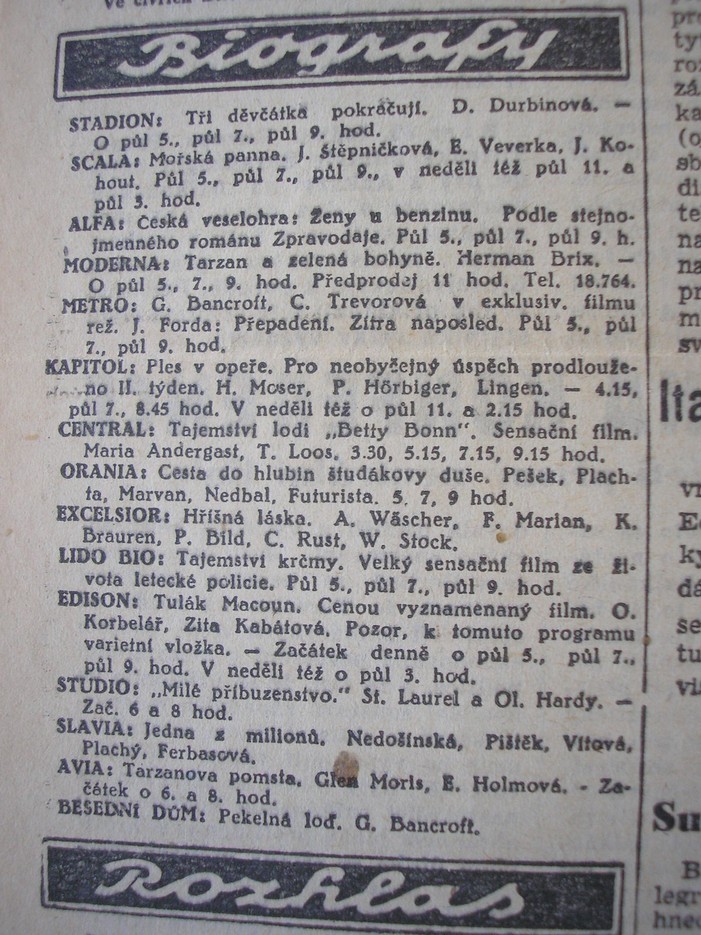 Ve
Biografy
STADION: Tři děvčátka pokračují. D. Durbinová. —
O půl 5., půl 7., půl 9. hod.
SCALA: Mořská panna. J. Štěpničková, E. Veverka, J. Ko-
hout. Půl 5., půl 7., půl 9., v neděli též půl 11. a
půl 3. hod.
ALFA: Česká veselohra: Ženy u benzinu. Podle stejno-
jmenného románu Zpravodaje. Půl 5., půl 7., půl 9. h.
MODERNA: Tarzan a zelená bohyně. Herman Brix. —
O půl 5., 7., 9. hod. Předprodej 11 hod. Tel. 18.764.
METRO: G. Bancroft, C. Trevorová v exklusiv. filmu
rež. J. Forda: Přepadení. Zítra naposled. Půl 5., půl
7., půl 9. hod.
KAPITOL: Ples v opeře. Pro neobyčejný úspěch prodlouže-
no II. týden. H. Moser, P. Hörbiger, Lingen. — 4.15,
půl 7., 8.45 hod. V neděli též o půl 11. a 2.15 hod.
CENTRAL: Tajemství lodi „Betty Bonn". Sensační film.
Maria Andergast, T. Loos. 3.30, 5.15, 7.15, 9.15 hod.
ORANIA: Cesta do hlubin študákovy duše. Pešek, Plach-
ta, Marvan, Nedbal, Futurista. 5, 7, 9 hod.
EXCELSIOR: Hříšná láska. A. Wäscher, F. Marian, K.
Brauren, P. Bild, C. Rust, W. Stock.
LIDO BIO: Tajemství krčmy. Velký sensační film ze ži-
vota letecké policie. Půl 5., půl 7., půl 9. hod.
EDISON: Tulák Macoun. Cenou vyznamenaný film. O.
Korbelář, Zita Kabátová. Pozor, k tomuto programu
varietní vložka. — Začátek denně o půl 5., půl 7.,
půl 9. hod. V neděli též o půl 3. hod.
STUDIO: „Milé příbuzenstvo." St. Laurel a Ol. Hardy. —
Zač. 6 a 8 hod.
SLAVIA: Jedna z milionů. Nedošinská, Pištěk, Vítová,
Plachý, Ferbasová.
AVIA: Tarzanova pomsta. Glen Moris, E. Holmová. - Za-
čátek o 6. a 8. hod.
BESEDNÍ DŮM: Pekelná loď. G. Bancroft.
Rozhlas